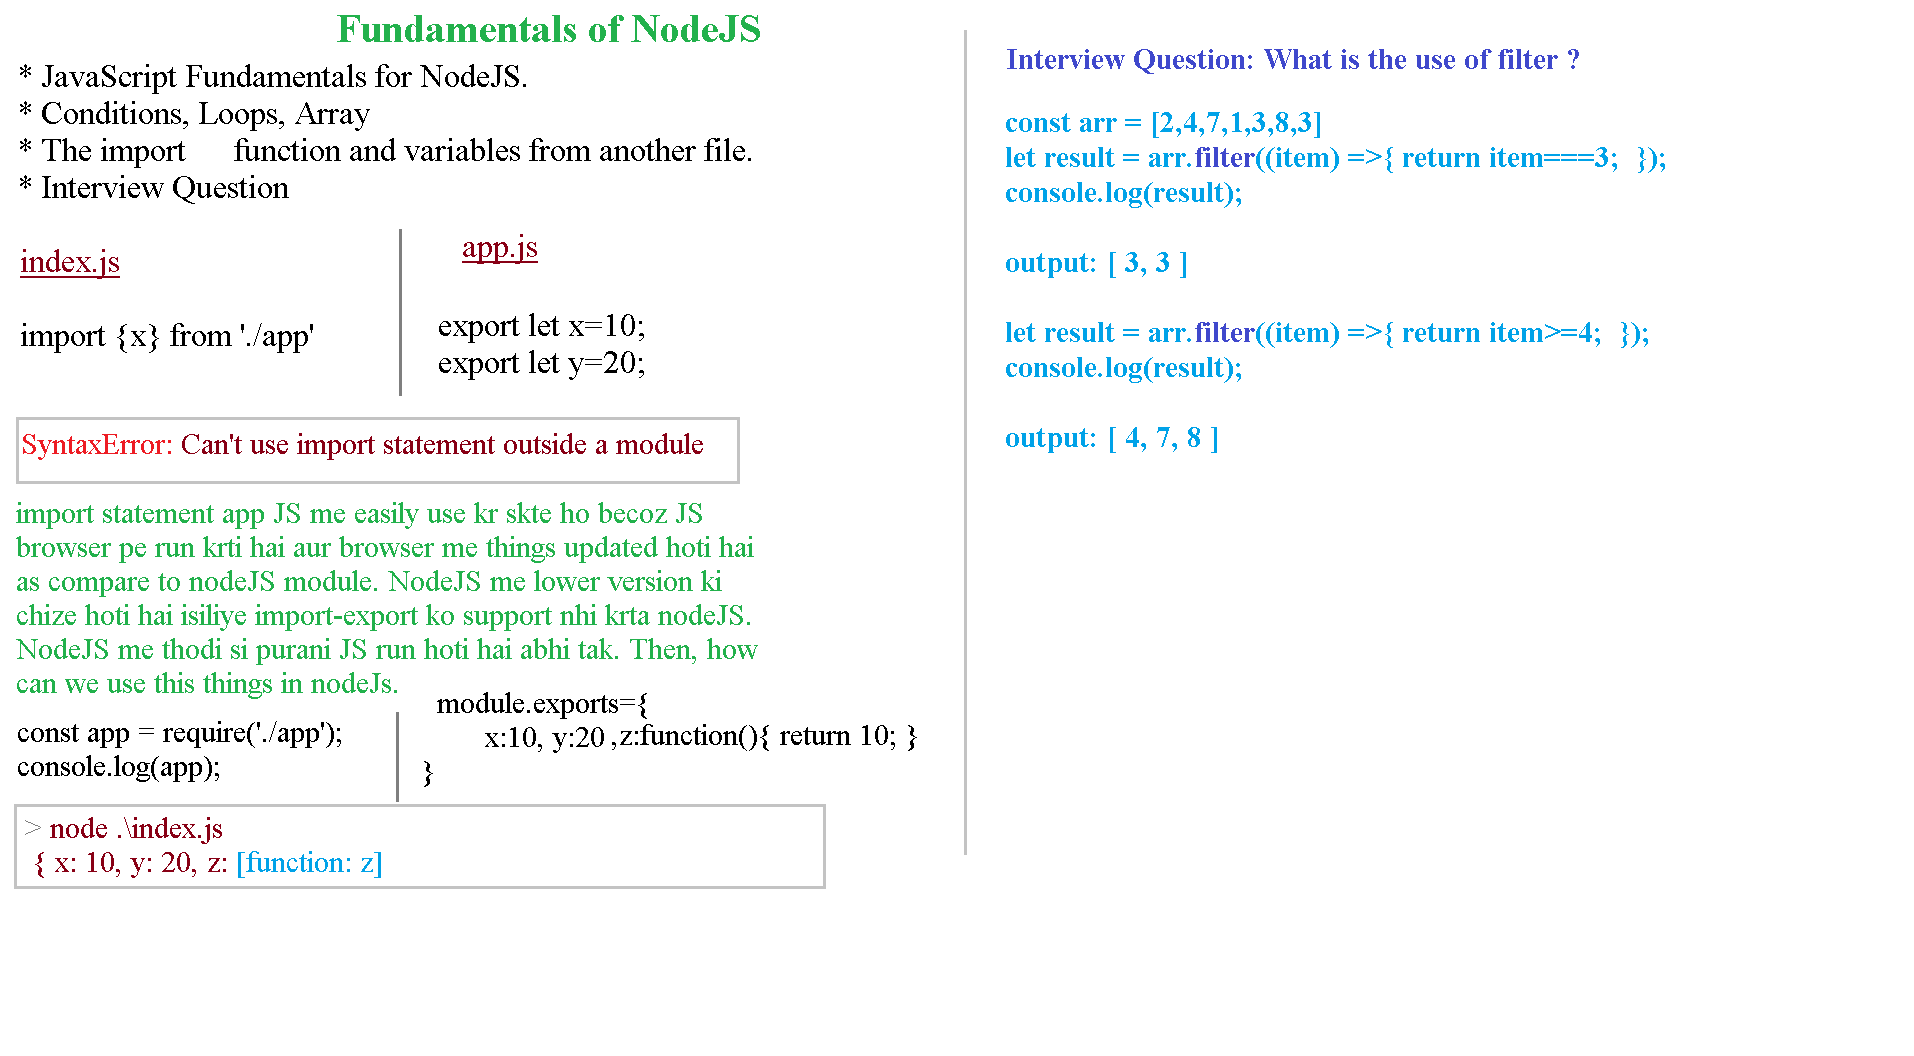 Fundamentals of NodeJS
* JavaScript Fundamentals for NodeJS.
* Conditions, Loops, Array
* The import function and variables from another file.
* Interview Question
index.js
import {x} from './app'
app.js
export let x=10;
export let y=20;
SyntaxError: Can't use import statement outside a module
import statement app JS me easily use kr skte ho becoz JS
browser pe run krti hai aur browser me things updated hoti hai
as compare to nodeJS module. NodeJS me lower version ki
chize hoti hai isiliye import-export ko support nhi krta nodeJS.
NodeJS me thodi si purani JS run hoti hai abhi tak. Then, how
can we use this things in nodeJs.
const app = require('./app');
console.log(app);
module.exports={
x:10, y:20 ,z:function(){ return 10; }
}
> node .\index.js
{ x: 10, y: 20, z: [function: z]
Interview Question: What is the use of filter ?
const arr = [2,4,7,1,3,8,3]
let result = arr.filter((item) =>{ return item===3;  });
console.log(result);
output: [ 3, 3 ]
let result = arr.filter((item) =>{ return item>=4;  });
console.log(result);
output: [ 4, 7, 8 ]